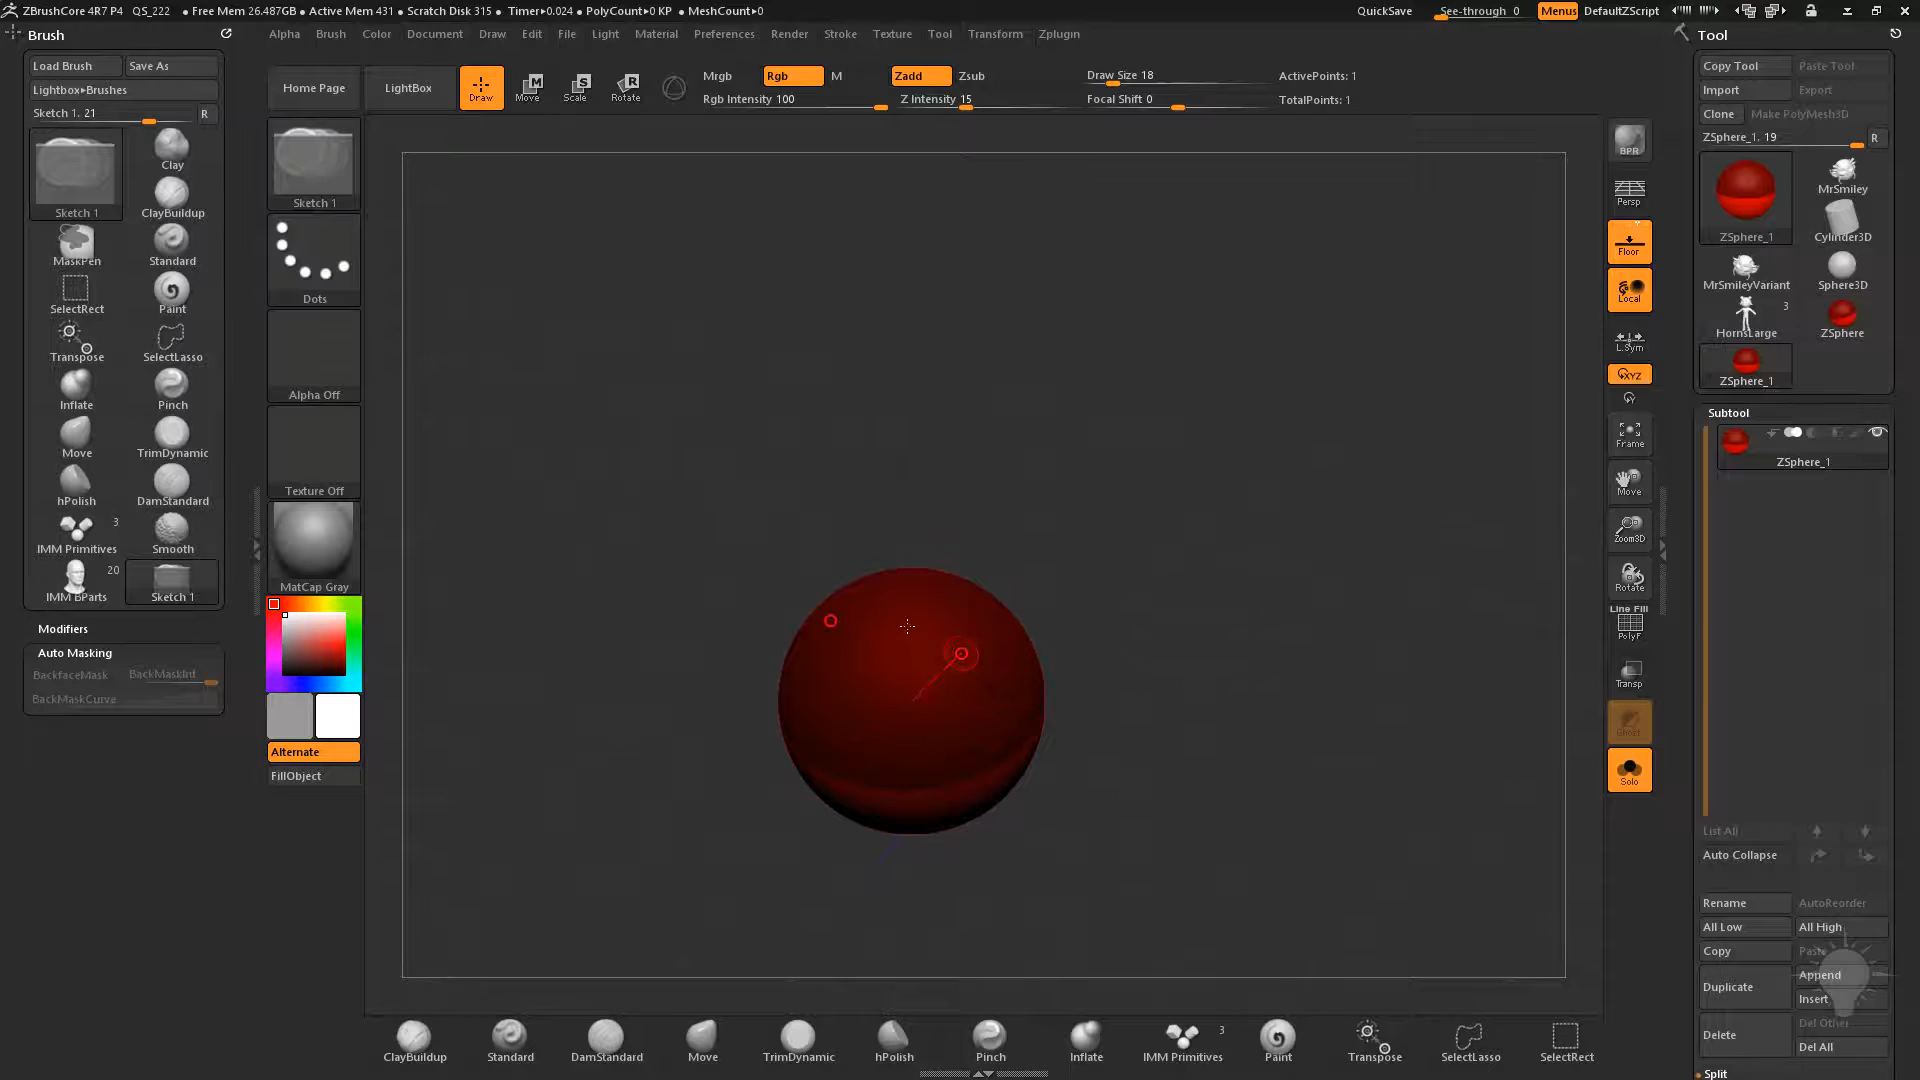 ZBrushCore 4R7 P4 QS_222 • Free Mem 26.487GB • Active Mem 431 • Scratch Disk 315 • Timer▸0.024 • PolyCount▸0 KP • MeshCount▸0
QuickSave See-through 0 Menus DefaultZScript
Brush
Alpha Brush Color Document Draw Edit File Light Material Preferences Render Stroke Texture Tool Transform Zplugin
Tool
Load Brush Save As
Lightbox▸Brushes
Sketch 1. 21 R
Sketch 1
Clay
ClayBuildup
MaskPen Standard
SelectRect Paint
Transpose SelectLasso
Inflate Pinch
Move TrimDynamic
hPolish DamStandard
3
IMM Primitives Smooth
20
IMM BParts Sketch 1
Modifiers
Auto Masking
BackfaceMask BackMaskInt
BackMaskCurve
Home Page LightBox Draw Move Scale Rotate
M S R
Mrgb Rgb M Zadd Zsub
Rgb Intensity 100 Z Intensity 15
Draw Size 18
Focal Shift 0
ActivePoints: 1
TotalPoints: 1
Sketch 1
Dots
Alpha Off
Texture Off
MatCap Gray
Alternate
FillObject
BPR
Persp
Floor
Local
L.Sym
XYZ
Y
Frame
Move
Zoom3D
Rotate
Line Fill
PolyF
Transp
Ghost
Solo
Copy Tool Paste Tool
Import Export
Clone Make PolyMesh3D
ZSphere_1. 19 R
ZSphere_1
MrSmiley
Cylinder3D
MrSmileyVariant Sphere3D
3
HornsLarge ZSphere
ZSphere_1
Subtool
ZSphere_1
List All
Auto Collapse
Rename AutoReorder
All Low All High
Copy Paste
Duplicate Append
Insert
Delete Del Other
Del All
Split
ClayBuildup Standard DamStandard Move TrimDynamic hPolish Pinch Inflate IMM Primitives 3 Paint Transpose SelectLasso SelectRect